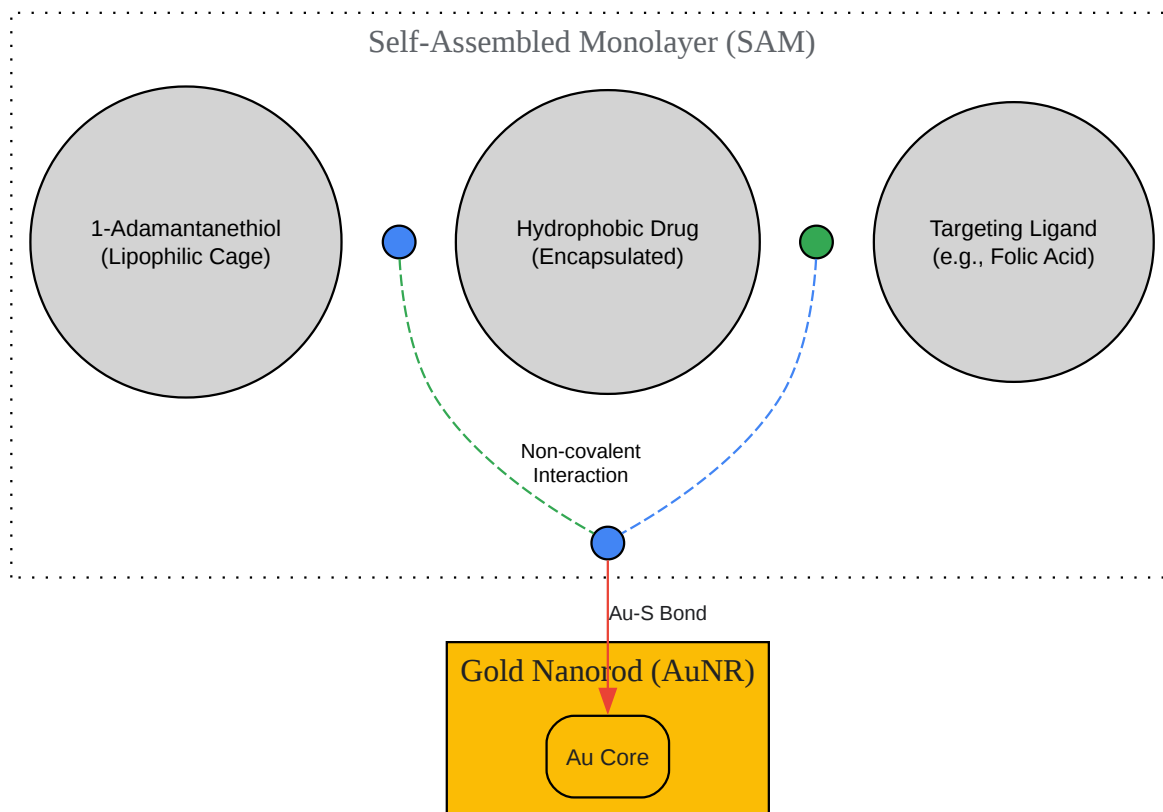 Self-Assembled Monolayer (SAM)
1-Adamantanethiol
(Lipophilic Cage)
Hydrophobic Drug
(Encapsulated)
Targeting Ligand
(e.g., Folic Acid)
Non-covalent
Interaction
Au-S Bond
Gold Nanorod (AuNR)
Au Core